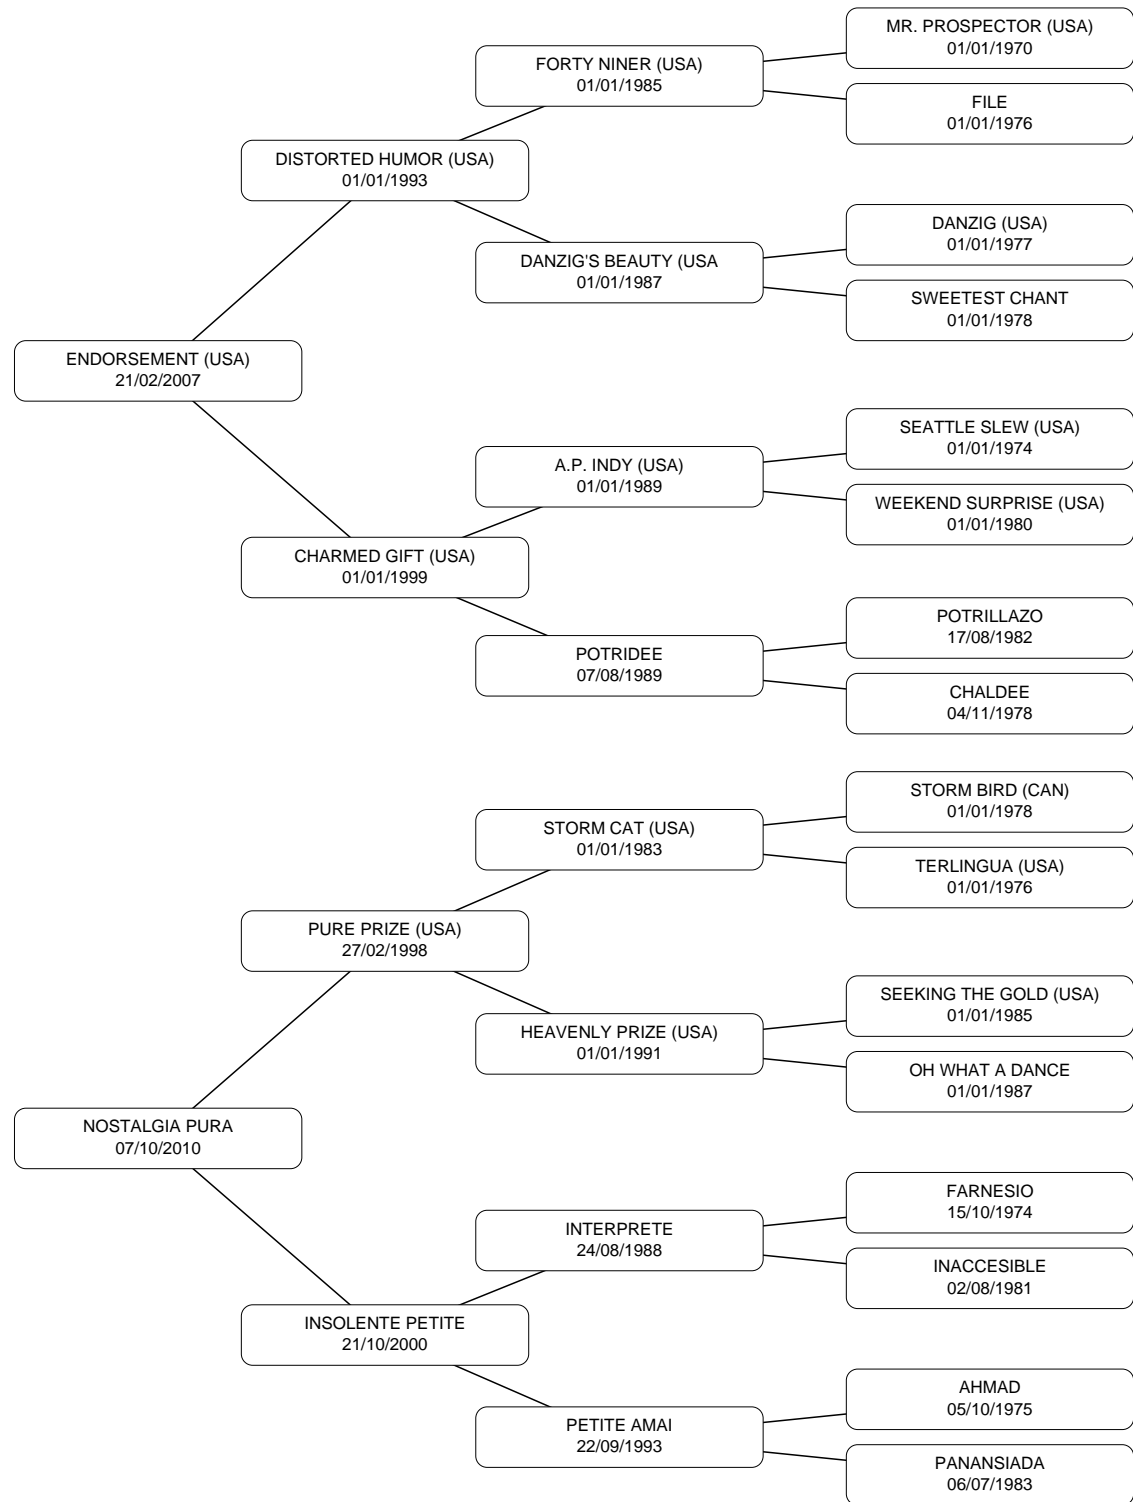 MR. PROSPECTOR (USA)
01/01/1970
FORTY NINER (USA)
01/01/1985
FILE
01/01/1976
DISTORTED HUMOR (USA)
01/01/1993
DANZIG (USA)
01/01/1977
DANZIG'S BEAUTY (USA
01/01/1987
SWEETEST CHANT
01/01/1978
ENDORSEMENT (USA)
21/02/2007
SEATTLE SLEW (USA)
01/01/1974
A.P. INDY (USA)
01/01/1989
WEEKEND SURPRISE (USA)
01/01/1980
CHARMED GIFT (USA)
01/01/1999
POTRILLAZO
17/08/1982
POTRIDEE
07/08/1989
CHALDEE
04/11/1978
STORM BIRD (CAN)
01/01/1978
STORM CAT (USA)
01/01/1983
TERLINGUA (USA)
01/01/1976
PURE PRIZE (USA)
27/02/1998
SEEKING THE GOLD (USA)
01/01/1985
HEAVENLY PRIZE (USA)
01/01/1991
OH WHAT A DANCE
01/01/1987
NOSTALGIA PURA
07/10/2010
FARNESIO
15/10/1974
INTERPRETE
24/08/1988
INACCESIBLE
02/08/1981
INSOLENTE PETITE
21/10/2000
AHMAD
05/10/1975
PETITE AMAI
22/09/1993
PANANSIADA
06/07/1983